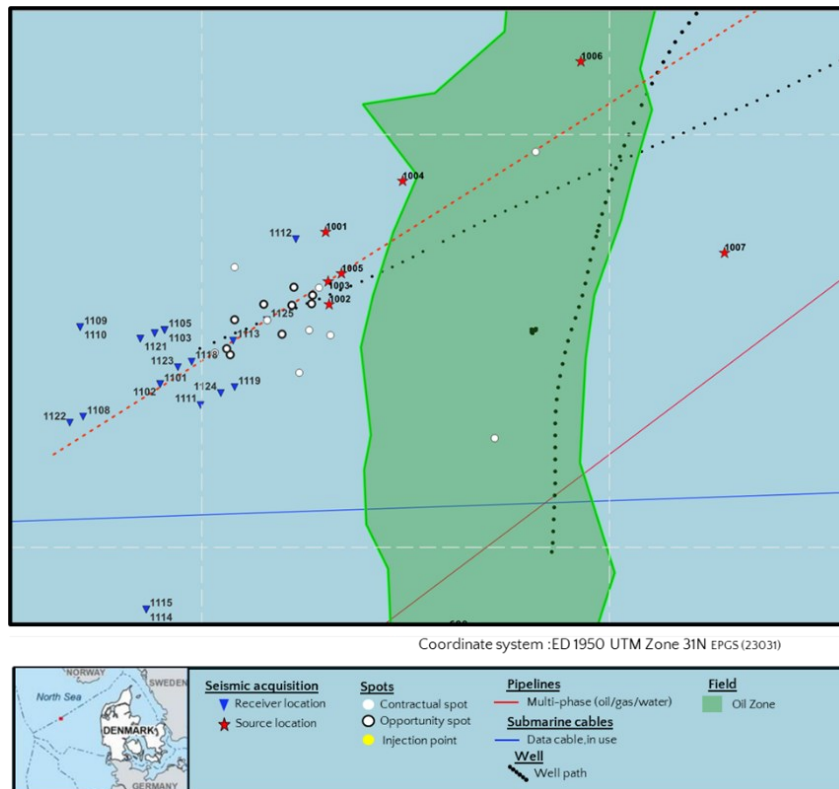 1006
1004
1001
1112
1007
1005
1003
1002
1125
1109
1110
1105
1103
1121
1113
1118
1123
1101
1102
1119
1124
1111
1108
1122
1115
1114
Coordinate system :ED 1950 UTM Zone 31N EPGS (23031)
NORWAY
SWEDEN
North Sea
DENMARK
GERMANY
Seismic acquisition
Receiver location
Source location
Spots
Contractual spot
Opportunity spot
Injection point
Pipelines
Multi-phase (oil/gas/water)
Submarine cables
Data cable,in use
Well
Well path
Field
Oil Zone